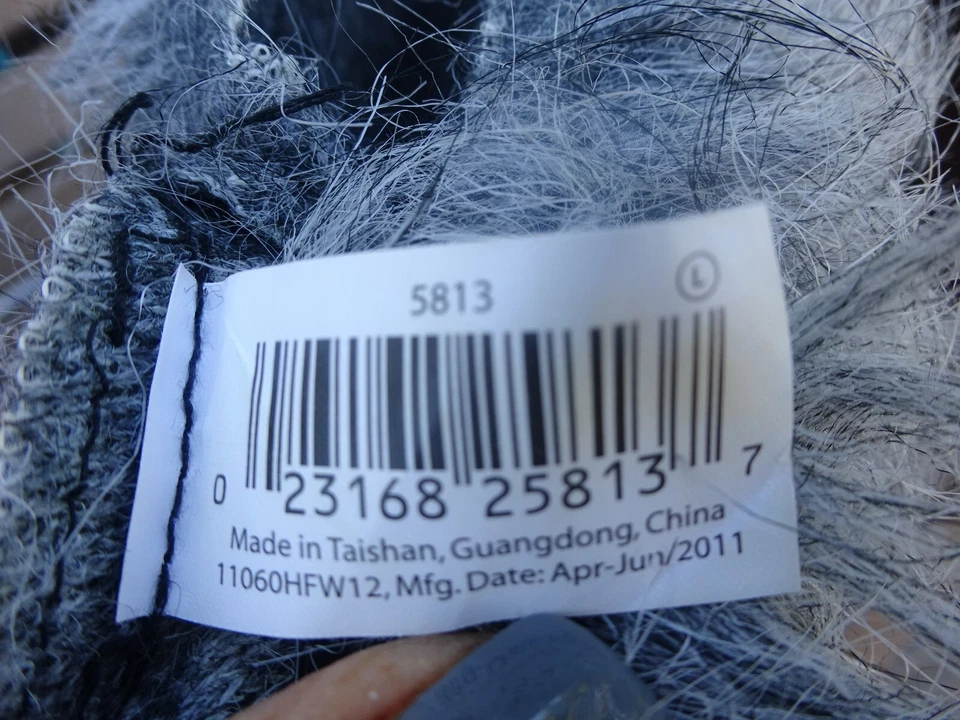 5813 Ⓛ
0 23168 25813 7
Made in Taishan, Guangdong, China
11060HFW12, Mfg. Date: Apr-Jun/2011